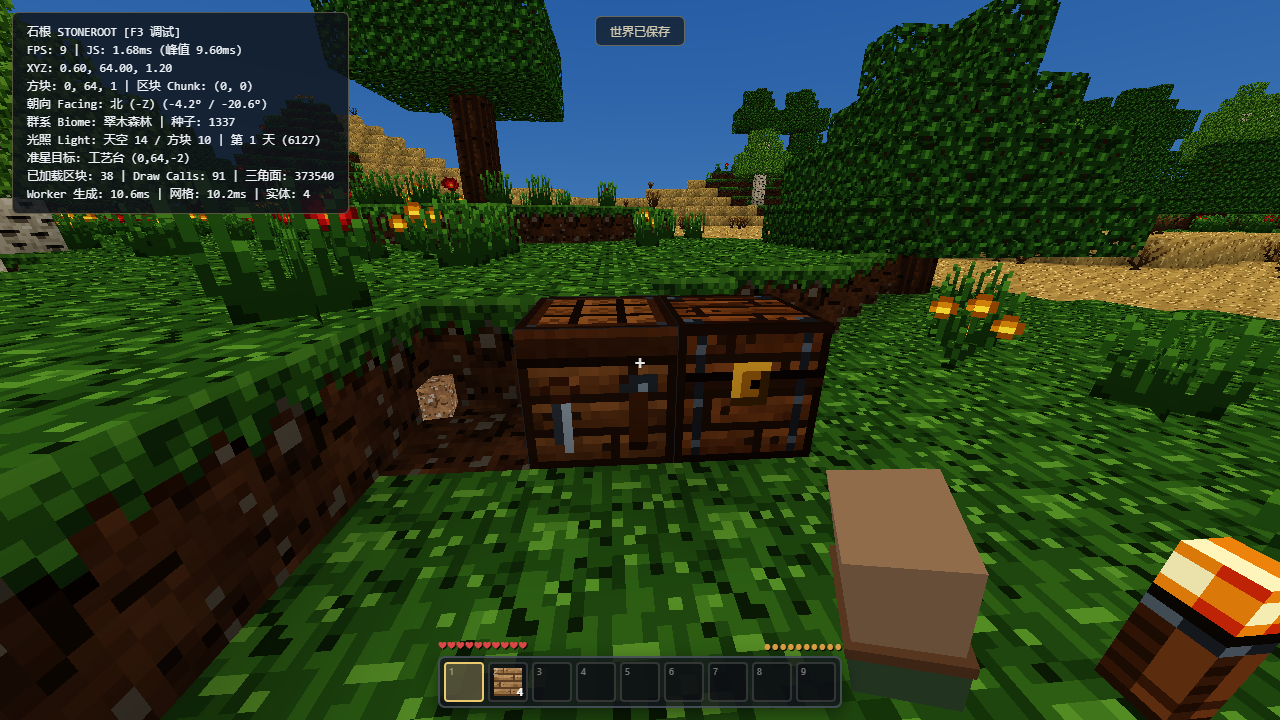 石根 STONEROOT [F3 调试]
世界已保存
FPS: 9 | JS: 1.68ms (峰值 9.60ms)
XYZ: 0.60, 64.00, 1.20
方块: 0, 64, 1 | 区块 Chunk: (0, 0)
朝向 Facing: 北 (-Z) (-4.2° / -20.6°)
群系 Biome: 翠木森林 | 种子: 1337
光照 Light: 天空 14 / 方块 10 | 第 1 天 (6127)
准星目标: 工艺台 (0,64,-2)
已加载区块: 38 | Draw Calls: 91 | 三角面: 373540
Worker 生成: 10.6ms | 网格: 10.2ms | 实体: 4
1 2 3 4 5 6 7 8 9
4